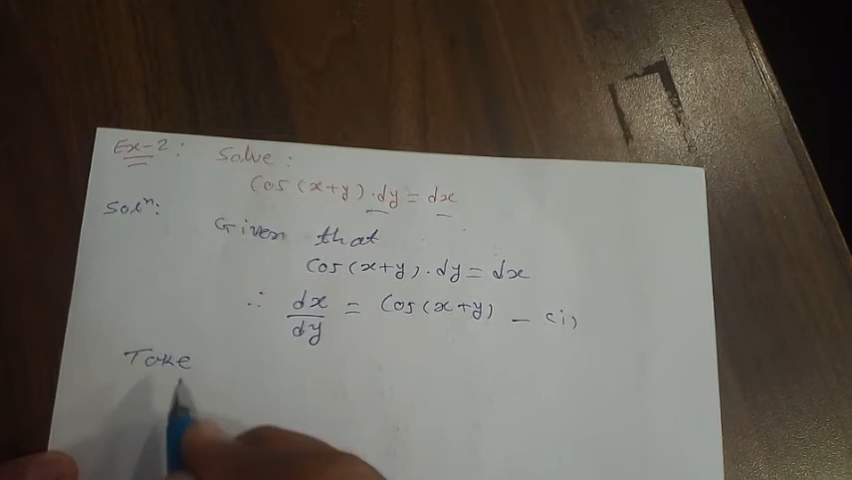 Ex-2: Solve:
Cos(x+y).dy = dx
Solⁿ:
Given that
Cos(x+y).dy = dx
∴ dx/dy = Cos(x+y) – (i)
Take